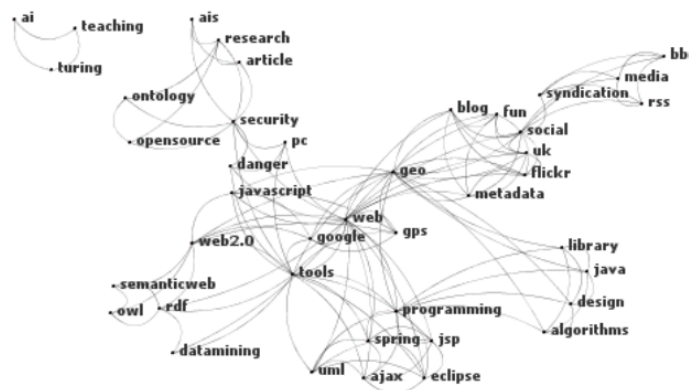 ai
teaching
turing
ais
research
article
ontology
opensource
security
pc
danger
javascript
web2.0
google
web
gps
geo
blog
fun
social
uk
flickr
metadata
syndication
media
bb
rss
tools
semanticweb
owl
rdf
datamining
programming
spring
jsp
uml
ajax
eclipse
library
java
design
algorithms